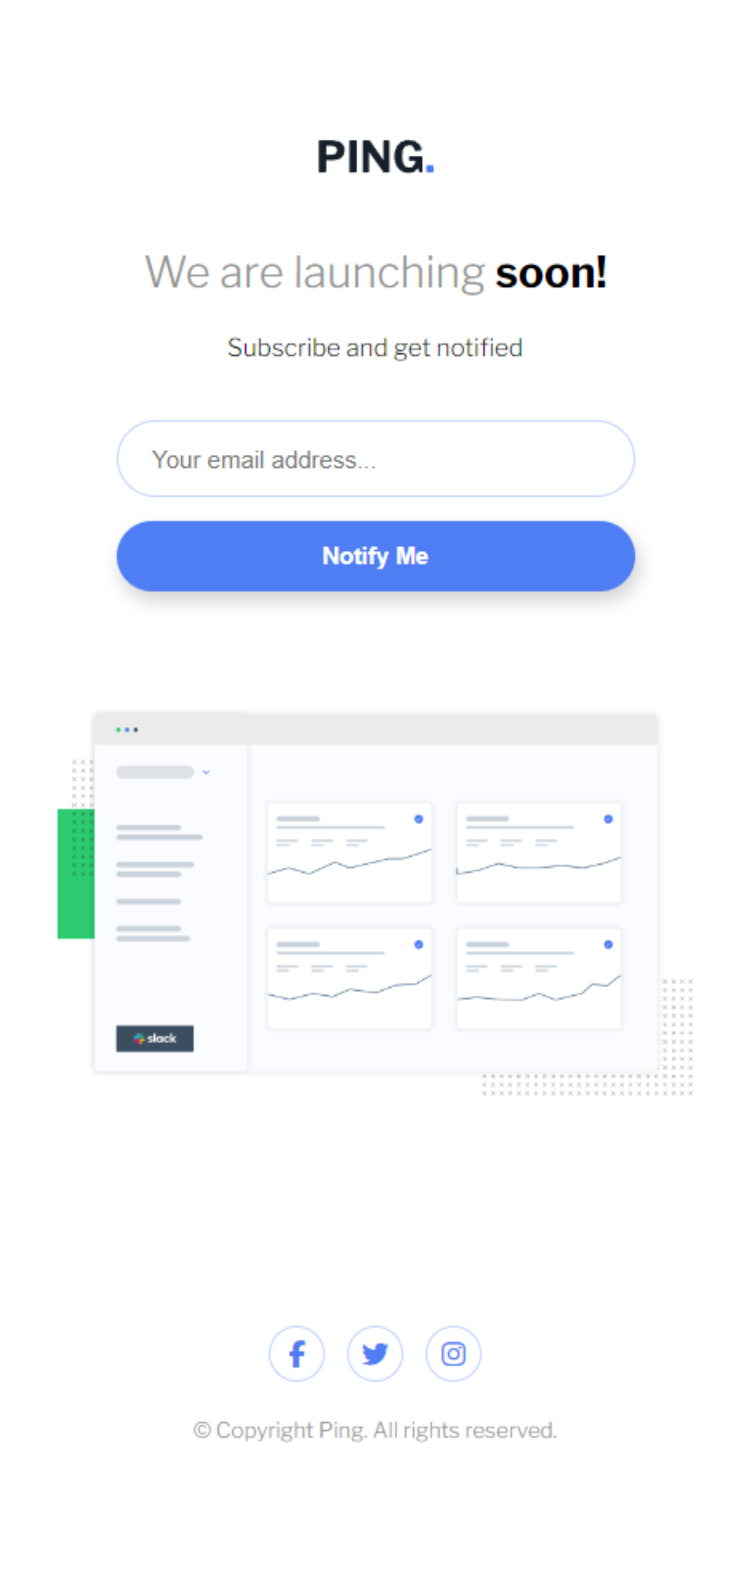 PING.
We are launching soon!
Subscribe and get notified
Your email address...
Notify Me
slack
© Copyright Ping. All rights reserved.